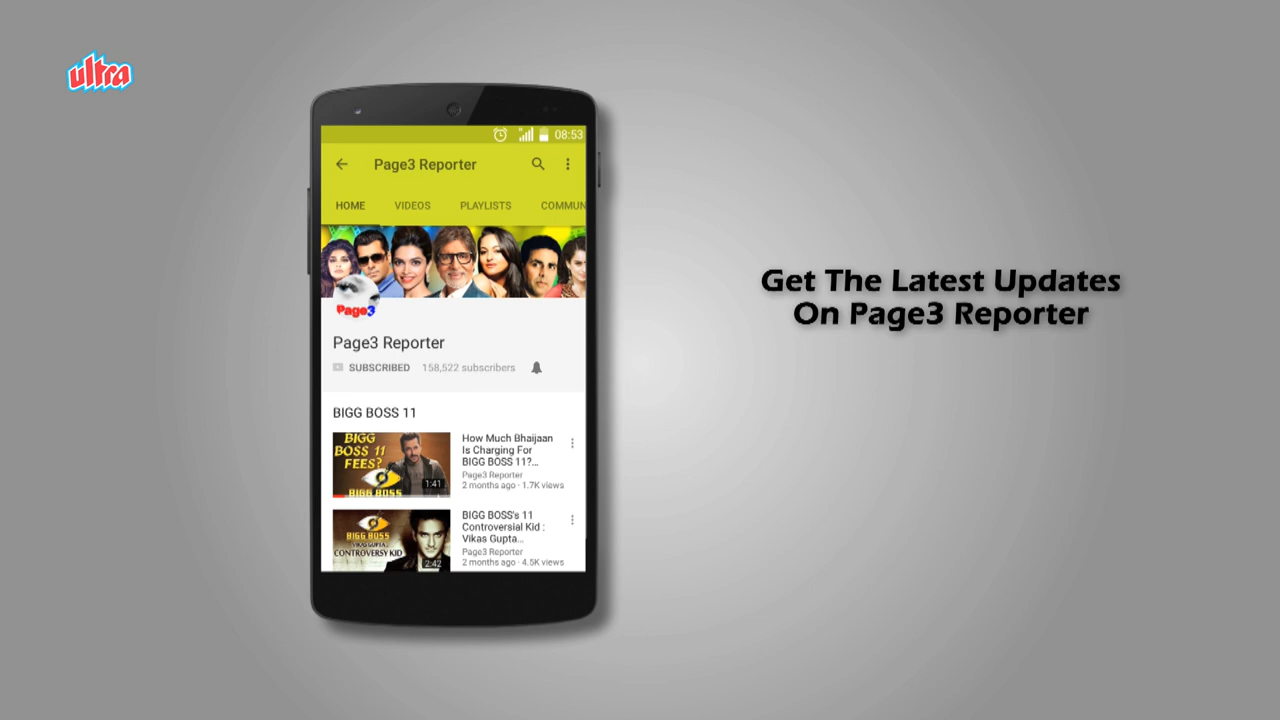 ultra
08:53
Page3 Reporter
HOME VIDEOS PLAYLISTS COMMUN
Page3
Page3 Reporter
SUBSCRIBED 158,522 subscribers
BIGG BOSS 11
BIGG
BOSS 11
FEES?
BIGG BOSS
1:41
How Much Bhaijaan
Is Charging For
BIGG BOSS 11?...
Page3 Reporter
2 months ago · 1.7K views
BIGG BOSS
VIKAS GUPTA
CONTROVERSY KID
2:42
BIGG BOSS's 11
Controversial Kid :
Vikas Gupta...
Page3 Reporter
2 months ago · 4.5K views
Get The Latest Updates
On Page3 Reporter